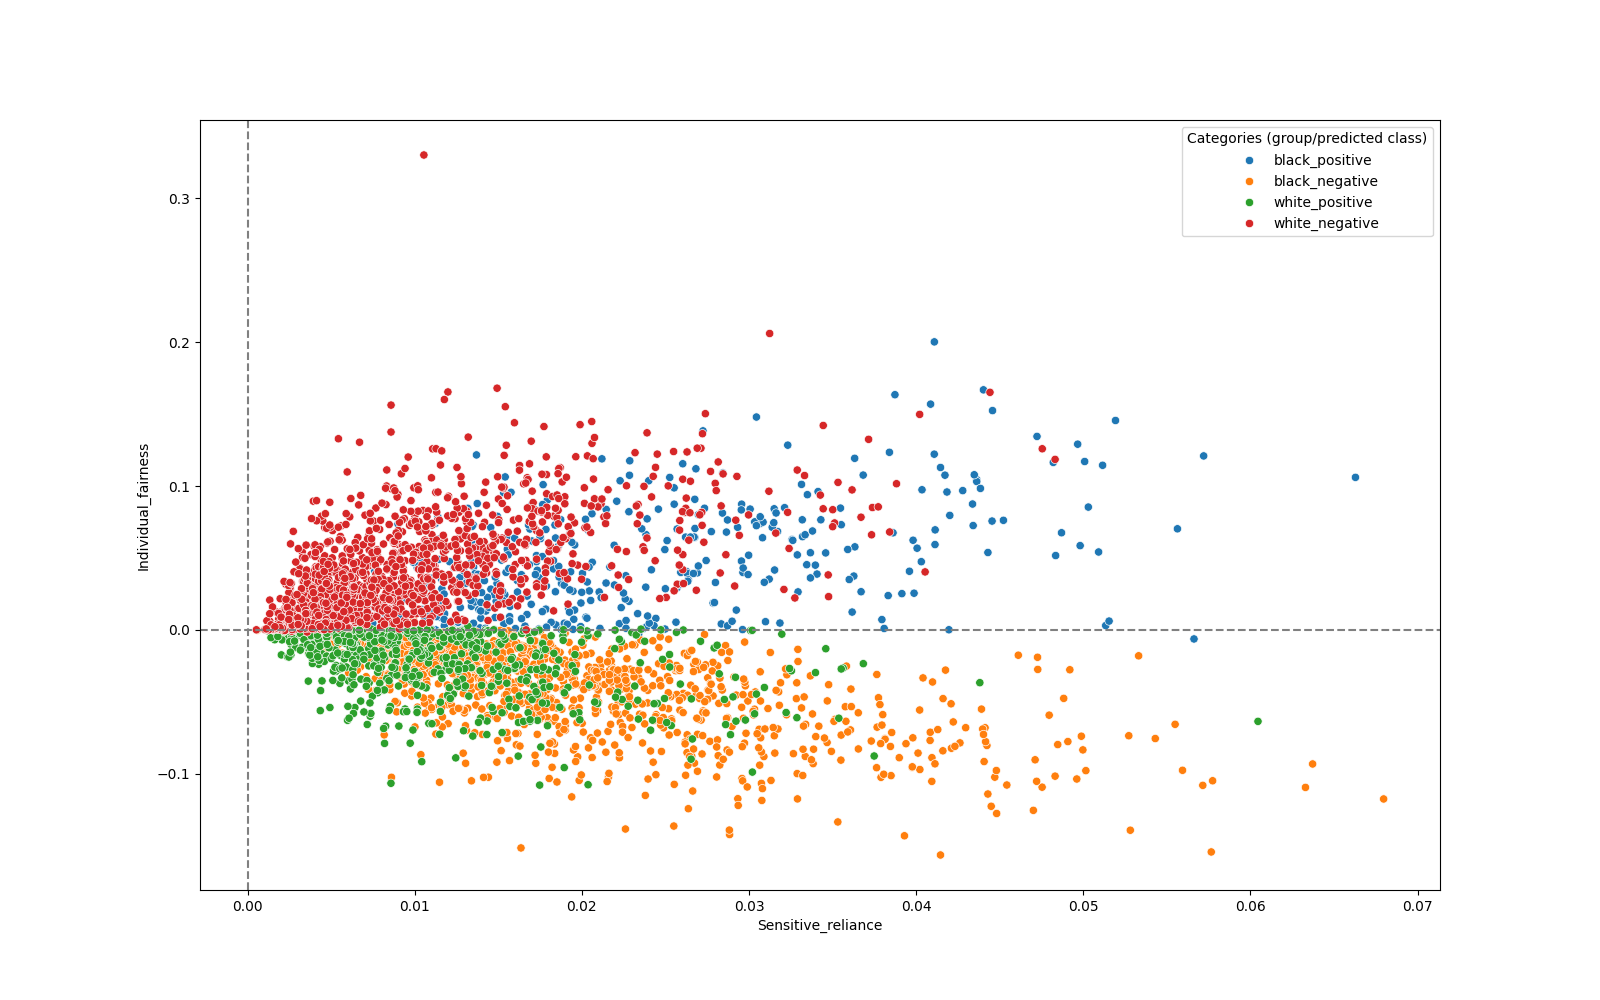 Categories (group/predicted class)
black_positive
black_negative
white_positive
white_negative
Individual_fairness
0.3
0.2
0.1
0.0
−0.1
0.00 0.01 0.02 0.03 0.04 0.05 0.06 0.07
Sensitive_reliance